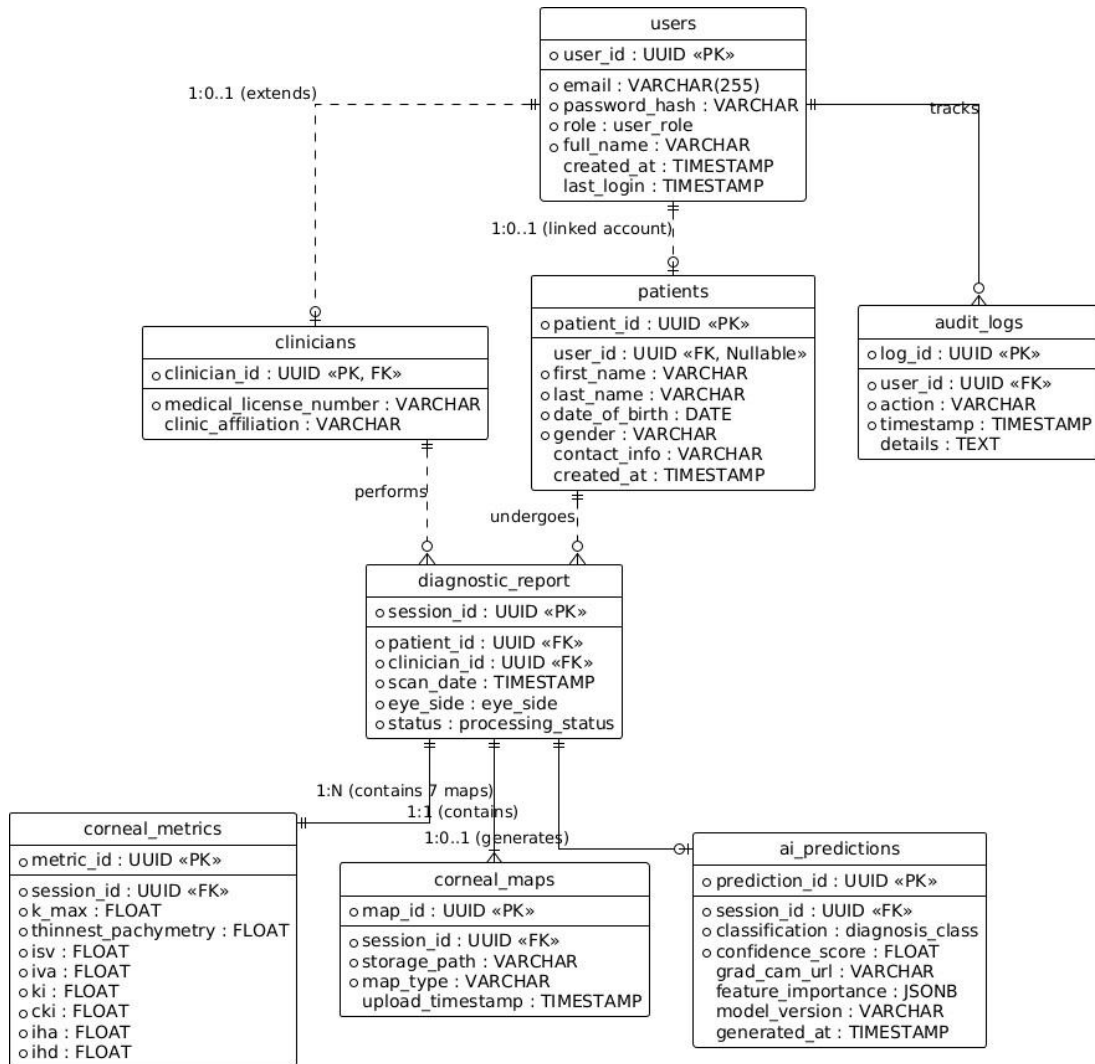 users
user_id : UUID «PK»
email : VARCHAR(255)
password_hash : VARCHAR
role : user_role
full_name : VARCHAR
created_at : TIMESTAMP
last_login : TIMESTAMP
1:0..1 (extends)
tracks
1:0..1 (linked account)
clinicians
clinician_id : UUID «PK, FK»
medical_license_number : VARCHAR
clinic_affiliation : VARCHAR
patients
patient_id : UUID «PK»
user_id : UUID «FK, Nullable»
first_name : VARCHAR
last_name : VARCHAR
date_of_birth : DATE
gender : VARCHAR
contact_info : VARCHAR
created_at : TIMESTAMP
audit_logs
log_id : UUID «PK»
user_id : UUID «FK»
action : VARCHAR
timestamp : TIMESTAMP
details : TEXT
performs
undergoes
diagnostic_report
session_id : UUID «PK»
patient_id : UUID «FK»
clinician_id : UUID «FK»
scan_date : TIMESTAMP
eye_side : eye_side
status : processing_status
1:N (contains 7 maps)
1:1 (contains)
1:0..1 (generates)
corneal_metrics
metric_id : UUID «PK»
session_id : UUID «FK»
k_max : FLOAT
thinnest_pachymetry : FLOAT
isv : FLOAT
iva : FLOAT
ki : FLOAT
cki : FLOAT
iha : FLOAT
ihd : FLOAT
corneal_maps
map_id : UUID «PK»
session_id : UUID «FK»
storage_path : VARCHAR
map_type : VARCHAR
upload_timestamp : TIMESTAMP
ai_predictions
prediction_id : UUID «PK»
session_id : UUID «FK»
classification : diagnosis_class
confidence_score : FLOAT
grad_cam_url : VARCHAR
feature_importance : JSONB
model_version : VARCHAR
generated_at : TIMESTAMP